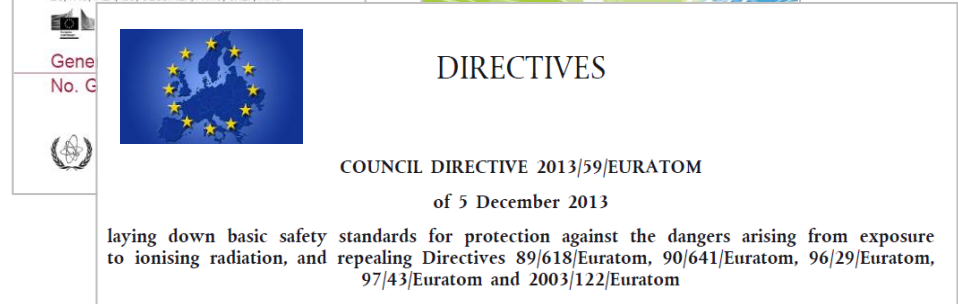 Gene
No. G
DIRECTIVES
COUNCIL DIRECTIVE 2013/59/EURATOM
of 5 December 2013
laying down basic safety standards for protection against the dangers arising from exposure
to ionising radiation, and repealing Directives 89/618/Euratom, 90/641/Euratom, 96/29/Euratom,
97/43/Euratom and 2003/122/Euratom